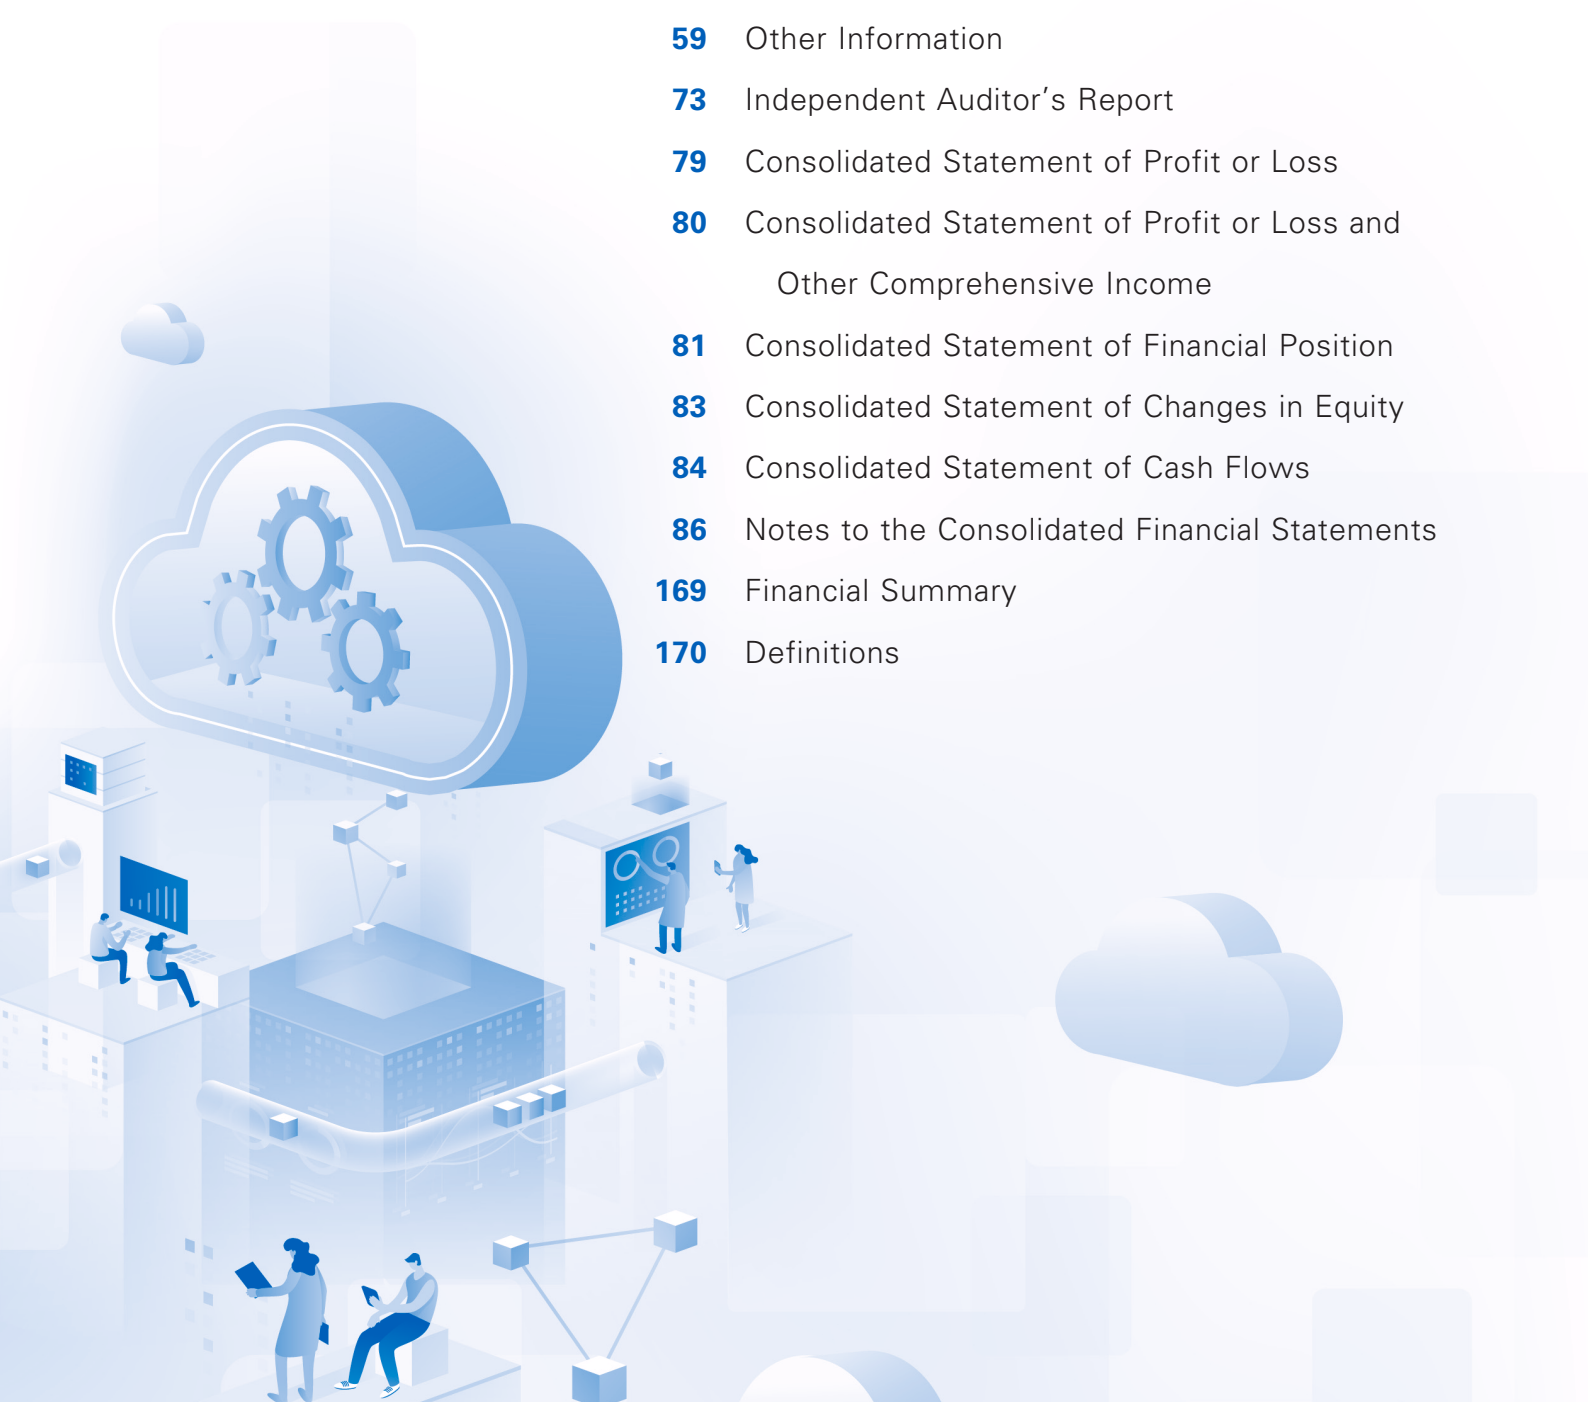 59 Other Information
73 Independent Auditor’s Report
79 Consolidated Statement of Profit or Loss
80 Consolidated Statement of Profit or Loss and
Other Comprehensive Income
81 Consolidated Statement of Financial Position
83 Consolidated Statement of Changes in Equity
84 Consolidated Statement of Cash Flows
86 Notes to the Consolidated Financial Statements
169 Financial Summary
170 Definitions